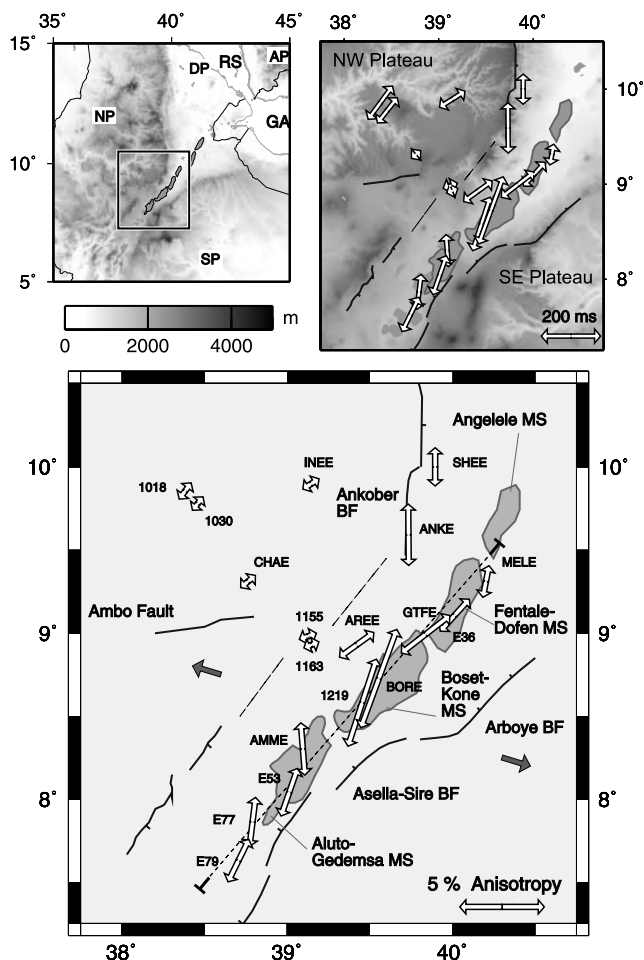 35°
40°
45°
15°
10°
5°
DP
RS
AP
NP
GA
SP
m
0
2000
4000
38°
39°
40°
10°
9°
8°
NW Plateau
SE Plateau
200 ms
Angelele MS
INEE
SHEE
1018
1030
Ankober
BF
ANKE
CHAE
MELE
Ambo Fault
1155
1163
AREE
GTFE
E36
Fentale-
Dofen MS
1219
BORE
Boset-
Kone
MS
AMME
E53
Arboye BF
Asella-Sire BF
E77
E79
Aluto-
Gedemsa MS
5 % Anisotropy
10°
9°
8°
10°
9°
8°
38°
39°
40°